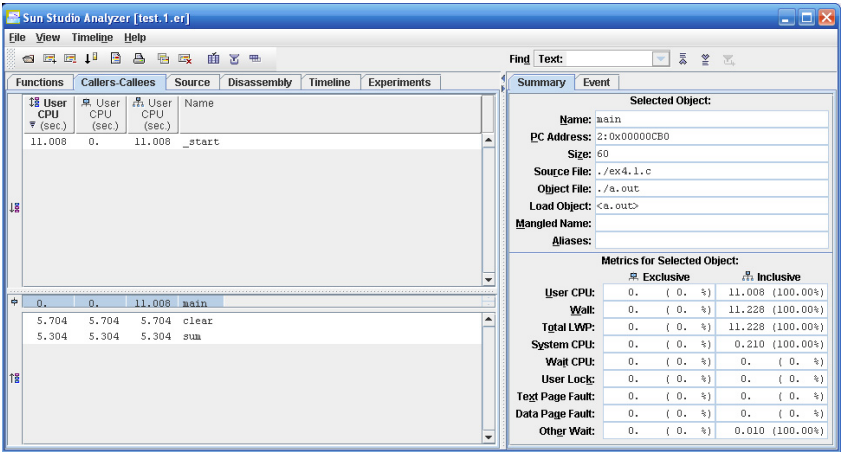 Sun Studio Analyzer [test.1.er]
File View Timeline Help
Find Text:
Functions Callers-Callees Source Disassembly Timeline Experiments
Summary Event
User CPU (sec.) User CPU (sec.) User CPU (sec.) Name
11.008 0. 11.008 _start
0. 0. 11.008 main
5.704 5.704 5.704 clear
5.304 5.304 5.304 sum
Selected Object:
Name: main
PC Address: 2:0x00000CB0
Size: 60
Source File: ./ex4.1.c
Object File: ./a.out
Load Object: <a.out>
Mangled Name:
Aliases:
Metrics for Selected Object:
Exclusive Inclusive
User CPU: 0. ( 0. %) 11.008 (100.00%)
Wall: 0. ( 0. %) 11.228 (100.00%)
Total LWP: 0. ( 0. %) 11.228 (100.00%)
System CPU: 0. ( 0. %) 0.210 (100.00%)
Wait CPU: 0. ( 0. %) 0. ( 0. %)
User Lock: 0. ( 0. %) 0. ( 0. %)
Text Page Fault: 0. ( 0. %) 0. ( 0. %)
Data Page Fault: 0. ( 0. %) 0. ( 0. %)
Other Wait: 0. ( 0. %) 0.010 (100.00%)